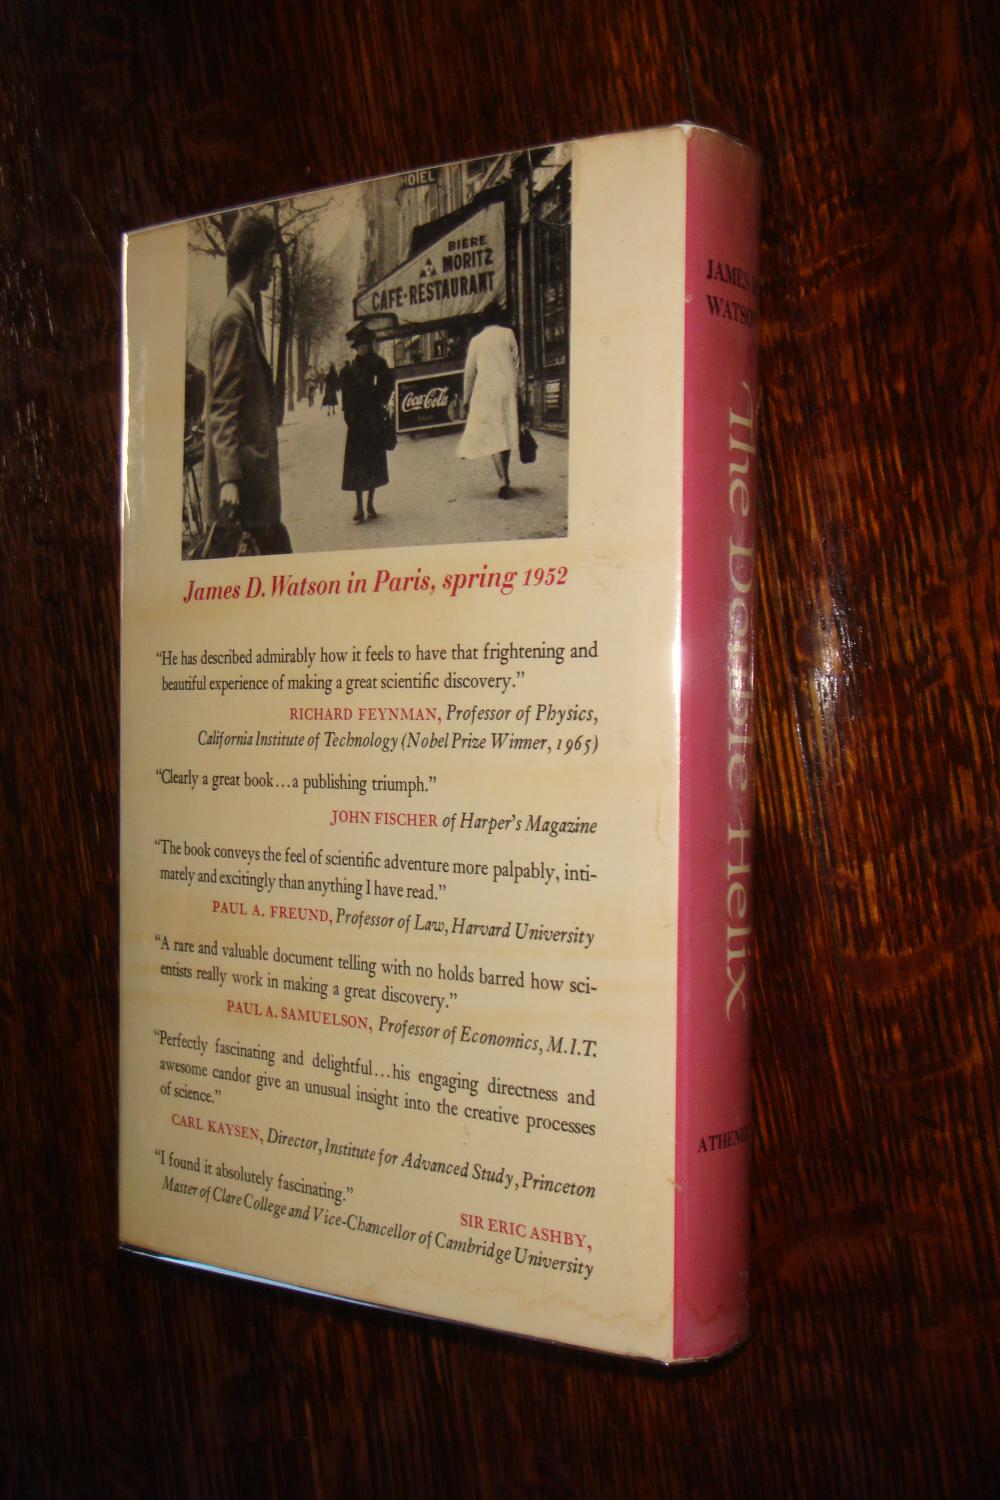 HOTEL
BIÈRE
MORITZ
CAFE-RESTAURANT
Coca-Cola
James D. Watson in Paris, spring 1952
“He has described admirably how it feels to have that frightening and
beautiful experience of making a great scientific discovery.”
RICHARD FEYNMAN, Professor of Physics,
California Institute of Technology (Nobel Prize Winner, 1965)
“Clearly a great book...a publishing triumph.”
JOHN FISCHER of Harper's Magazine
“The book conveys the feel of scientific adventure more palpably, inti-
mately and excitingly than anything I have read.”
PAUL A. FREUND, Professor of Law, Harvard University
“A rare and valuable document telling with no holds barred how sci-
entists really work in making a great discovery.”
PAUL A. SAMUELSON, Professor of Economics, M.I.T.
“Perfectly fascinating and delightful...his engaging directness and
awesome candor give an unusual insight into the creative processes
of science.”
CARL KAYSEN, Director, Institute for Advanced Study, Princeton
“I found it absolutely fascinating.”
SIR ERIC ASHBY,
Master of Clare College and Vice-Chancellor of Cambridge University
JAMES
WATSON
The Double Helix